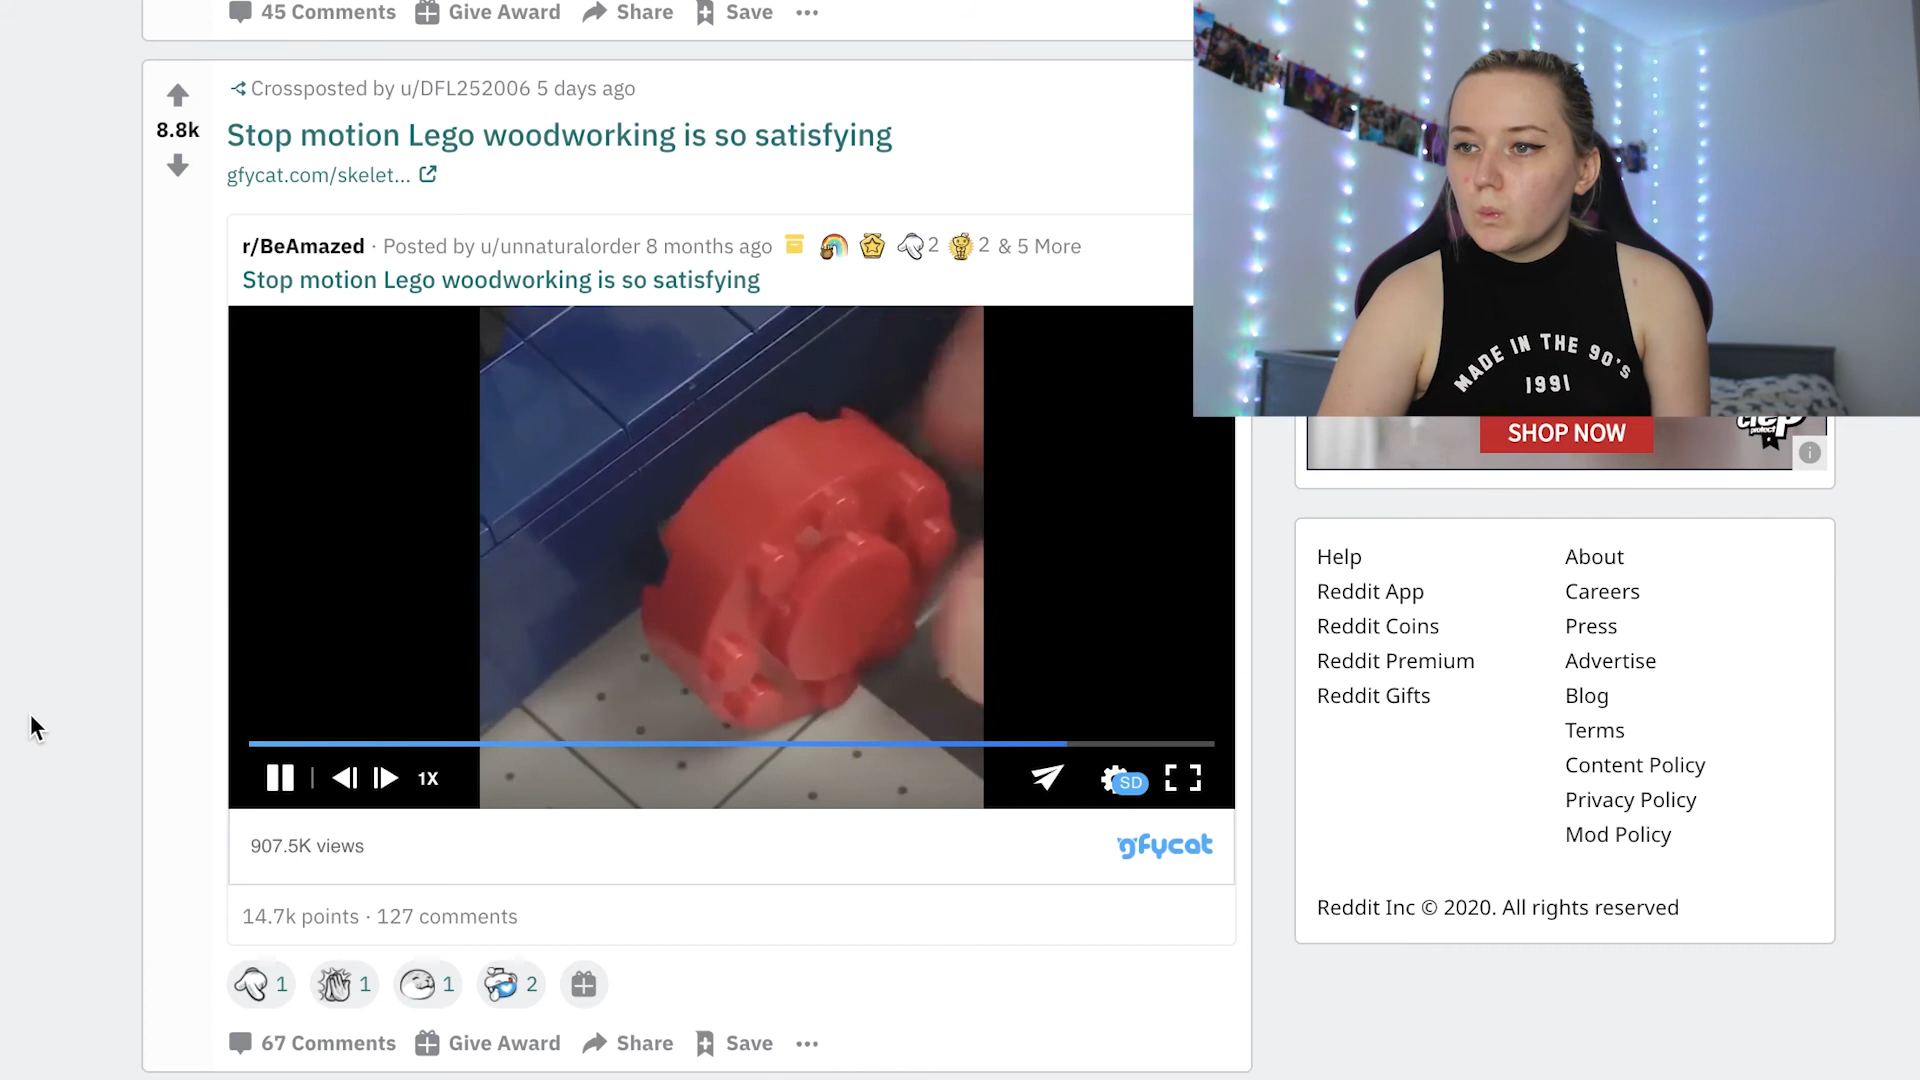 45 Comments Give Award Share Save
Crossposted by u/DFL252006 5 days ago
8.8k
Stop motion Lego woodworking is so satisfying
gfycat.com/skelet...
r/BeAmazed · Posted by u/unnaturalorder 8 months ago 2 2 & 5 More
Stop motion Lego woodworking is so satisfying
1X
SD
907.5K views
gfycat
14.7k points · 127 comments
1 1 1 2
67 Comments Give Award Share Save
MADE IN THE 90'S
1991
SHOP NOW
Help
Reddit App
Reddit Coins
Reddit Premium
Reddit Gifts
About
Careers
Press
Advertise
Blog
Terms
Content Policy
Privacy Policy
Mod Policy
Reddit Inc © 2020. All rights reserved